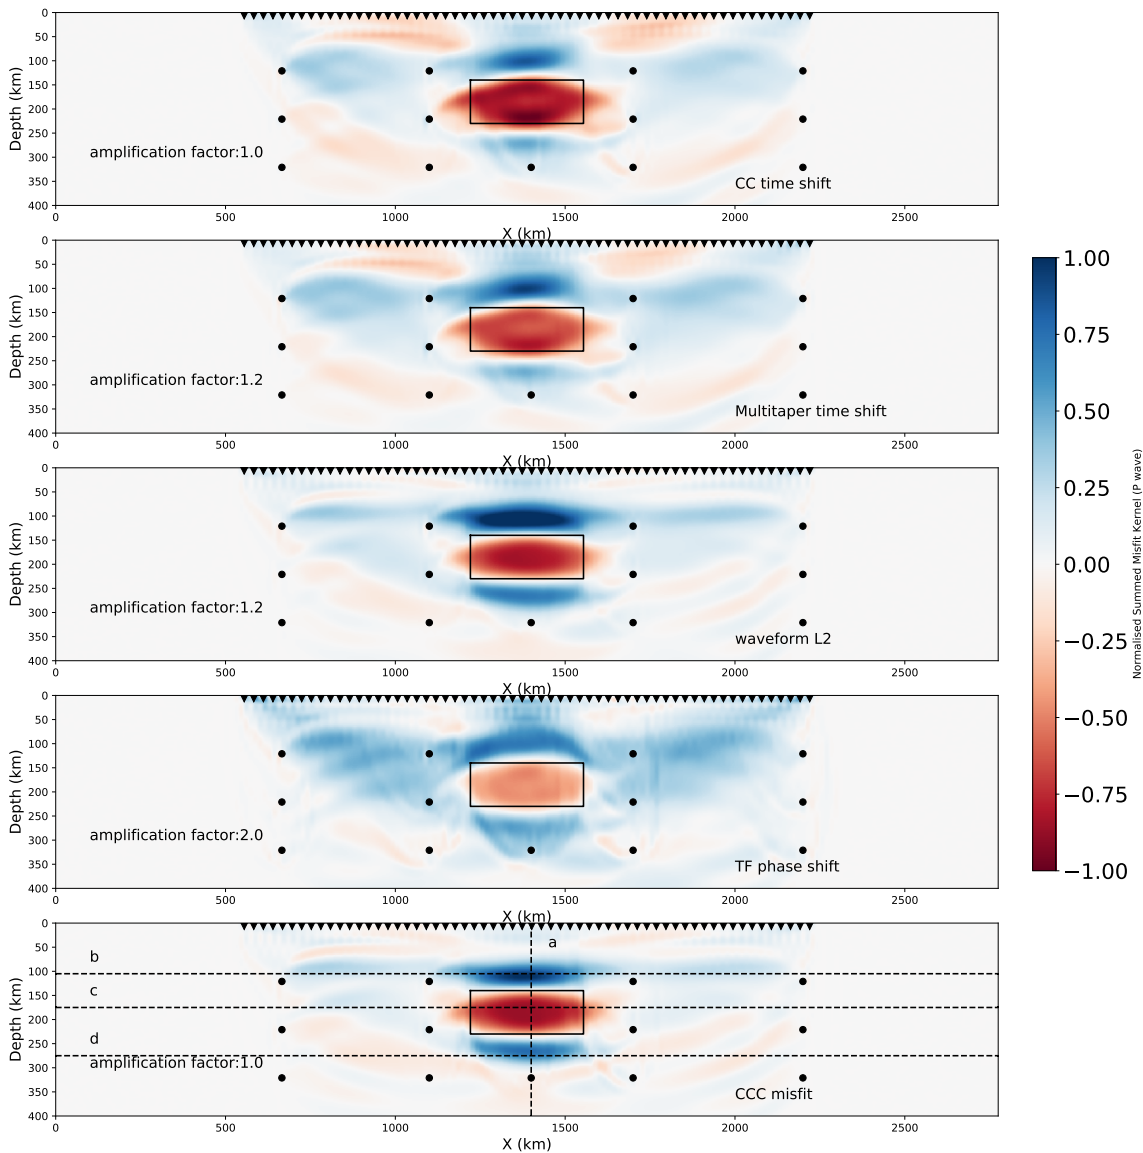 0
50
100
150
200
250
300
350
400
Depth (km)
amplification factor:1.0
CC time shift
0 500 1000 1500 2000 2500
X (km)
0
50
100
150
200
250
300
350
400
Depth (km)
amplification factor:1.2
Multitaper time shift
0 500 1000 1500 2000 2500
X (km)
0
50
100
150
200
250
300
350
400
Depth (km)
amplification factor:1.2
waveform L2
0 500 1000 1500 2000 2500
X (km)
0
50
100
150
200
250
300
350
400
Depth (km)
amplification factor:2.0
TF phase shift
0 500 1000 1500 2000 2500
X (km)
0
50
100
150
200
250
300
350
400
Depth (km)
a
b
c
d
amplification factor:1.0
CCC misfit
0 500 1000 1500 2000 2500
X (km)
1.00
0.75
0.50
0.25
0.00
−0.25
−0.50
−0.75
−1.00
Normalised Summed Misfit Kernel (P wave)